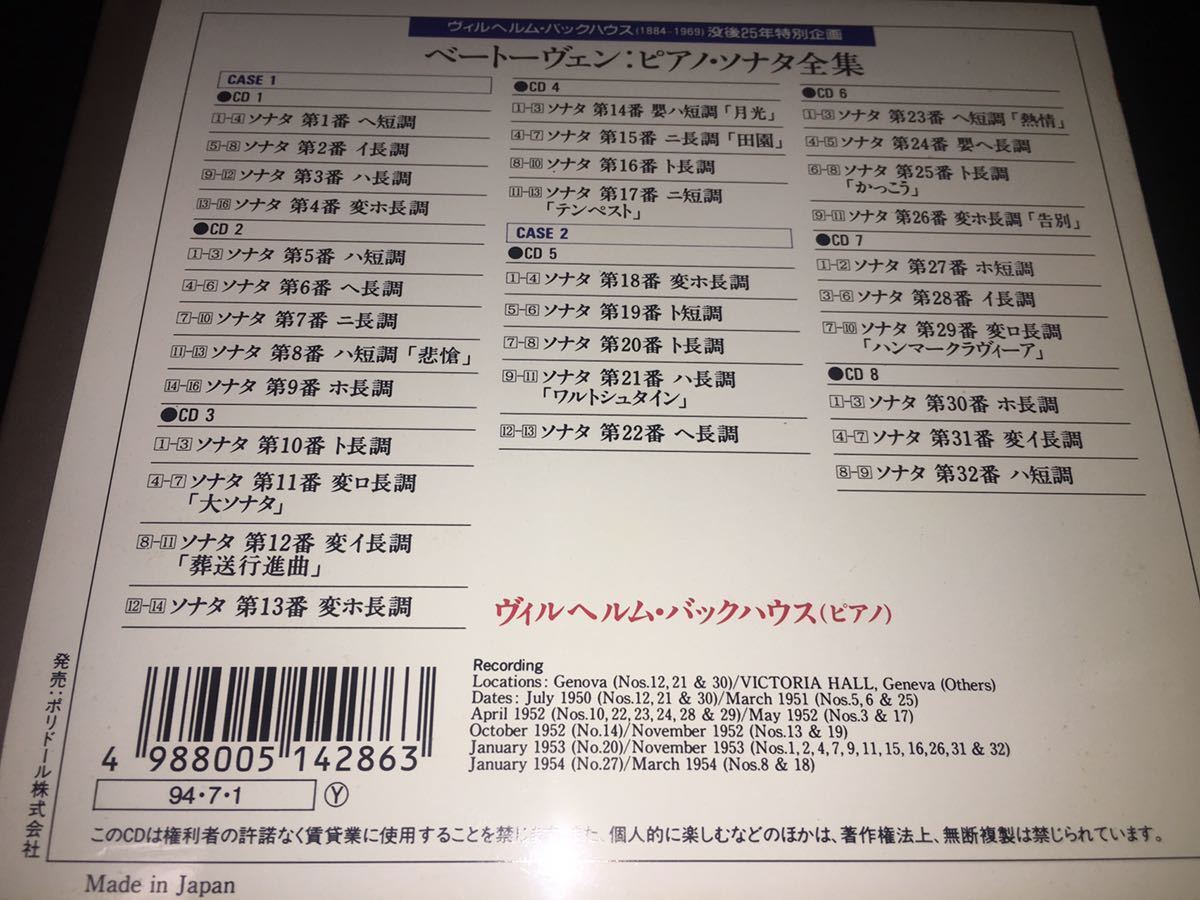 ヴィルヘルム・バックハウス(1884-1969)没後25年特別企画
ベートーヴェン：ピアノ・ソナタ全集
CASE 1
●CD 1
1-4 ソナタ 第1番 ヘ短調
5-8 ソナタ 第2番 イ長調
9-12 ソナタ 第3番 ハ長調
13-16 ソナタ 第4番 変ホ長調
●CD 2
1-3 ソナタ 第5番 ハ短調
4-6 ソナタ 第6番 ヘ長調
7-10 ソナタ 第7番 ニ長調
11-13 ソナタ 第8番 ハ短調「悲愴」
14-16 ソナタ 第9番 ホ長調
●CD 3
1-3 ソナタ 第10番 ト長調
4-7 ソナタ 第11番 変ロ長調
「大ソナタ」
8-11 ソナタ 第12番 変イ長調
「葬送行進曲」
12-14 ソナタ 第13番 変ホ長調
●CD 4
1-3 ソナタ 第14番 嬰ハ短調「月光」
4-7 ソナタ 第15番 ニ長調「田園」
8-10 ソナタ 第16番 ト長調
11-13 ソナタ 第17番 ニ短調
「テンペスト」
CASE 2
●CD 5
1-4 ソナタ 第18番 変ホ長調
5-6 ソナタ 第19番 ト短調
7-8 ソナタ 第20番 ト長調
9-11 ソナタ 第21番 ハ長調
「ワルトシュタイン」
12-13 ソナタ 第22番 ヘ長調
●CD 6
1-3 ソナタ 第23番 ヘ短調「熱情」
4-5 ソナタ 第24番 嬰ヘ長調
6-8 ソナタ 第25番 ト長調
「かっこう」
9-11 ソナタ 第26番 変ホ長調「告別」
●CD 7
1-2 ソナタ 第27番 ホ短調
3-6 ソナタ 第28番 イ長調
7-10 ソナタ 第29番 変ロ長調
「ハンマークラヴィーア」
●CD 8
1-3 ソナタ 第30番 ホ長調
4-7 ソナタ 第31番 変イ長調
8-9 ソナタ 第32番 ハ短調
ヴィルヘルム・バックハウス(ピアノ)
Recording
Locations: Genova (Nos.12, 21 & 30)/VICTORIA HALL, Geneva (Others)
Dates: July 1950 (Nos.12, 21 & 30)/March 1951 (Nos.5, 6 & 25)
April 1952 (Nos.10, 22, 23, 24, 28 & 29)/May 1952 (Nos.3 & 17)
October 1952 (No.14)/November 1952 (Nos.13 & 19)
January 1953 (No.20)/November 1953 (Nos.1, 2, 4, 7, 9, 11, 15, 16, 26, 31 & 32)
January 1954 (No.27)/March 1954 (Nos.8 & 18)
4 988005 142863
94・7・1 Ⓨ
発売：ポリドール株式会社
このCDは権利者の許諾なく賃貸業に使用することを禁じます。また、個人的に楽しむなどのほかは、著作権法上、無断複製は禁じられています。
Made in Japan